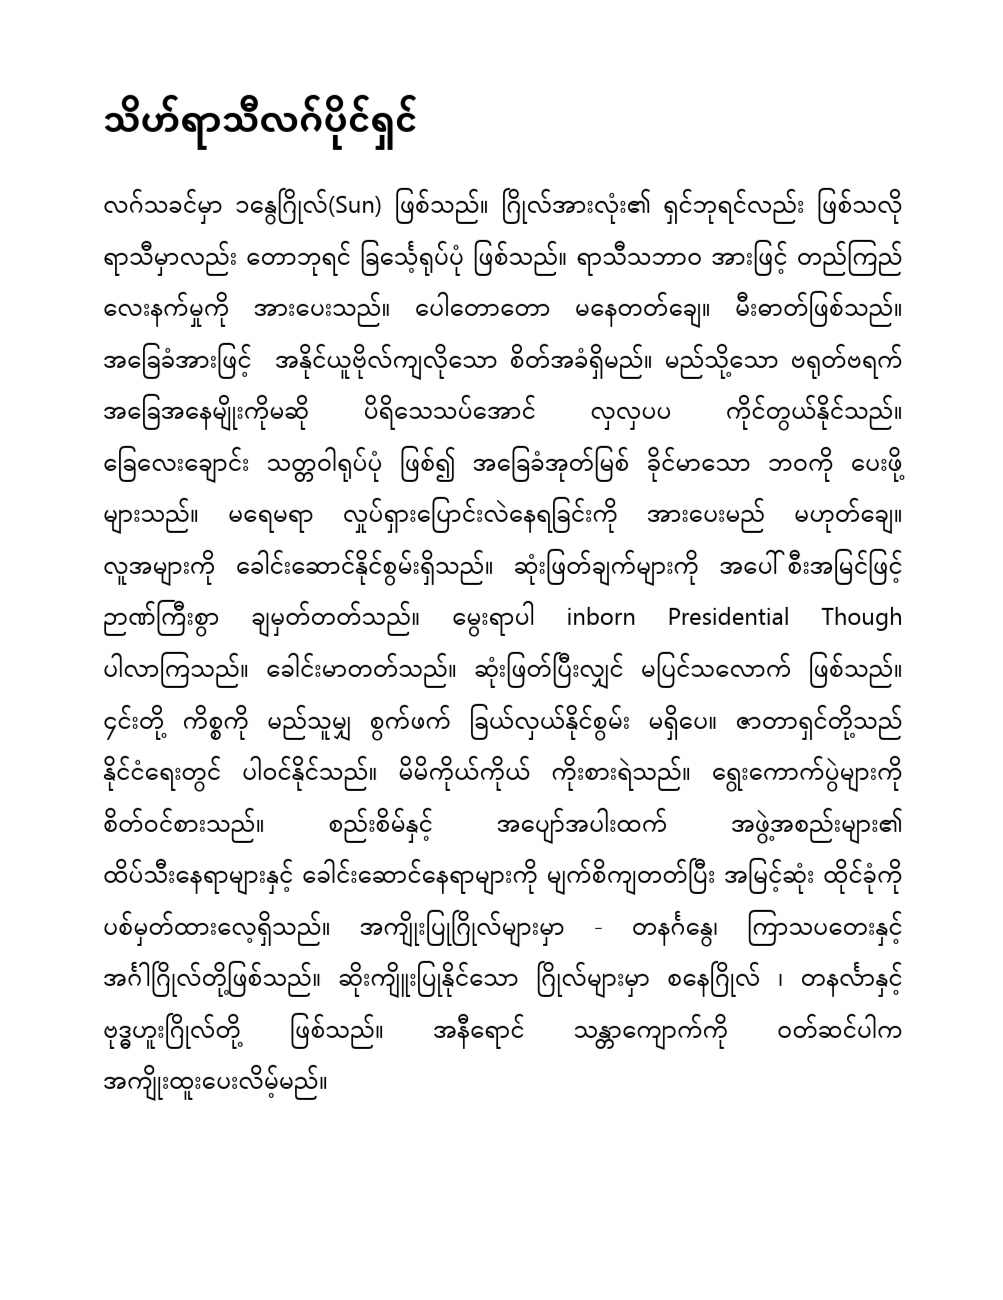 သိဟ်ရာသီလဂ်ပိုင်ရှင်
လဂ်သခင်မှာ ၁နွေဂြိုလ်(Sun) ဖြစ်သည်။ ဂြိုလ်အားလုံး၏ ရှင်ဘုရင်လည်း ဖြစ်သလို
ရာသီမှာလည်း တောဘုရင် ခြင်္သေ့ရုပ်ပုံ ဖြစ်သည်။ ရာသီသဘာဝ အားဖြင့် တည်ကြည်
လေးနက်မှုကို အားပေးသည်။ ပေါတောတော မနေတတ်ချေ။ မီးဓာတ်ဖြစ်သည်။
အခြေခံအားဖြင့် အနိုင်ယူဗိုလ်ကျလိုသော စိတ်အခံရှိမည်။ မည်သို့သော ဗရုတ်ဗရက်
အခြေအနေမျိုးကိုမဆို ပိရိသေသပ်အောင် လှလှပပ ကိုင်တွယ်နိုင်သည်။
ခြေလေးချောင်း သတ္တဝါရုပ်ပုံ ဖြစ်၍ အခြေခံအုတ်မြစ် ခိုင်မာသော ဘဝကို ပေးဖို့
များသည်။ မရေမရာ လှုပ်ရှားပြောင်းလဲနေရခြင်းကို အားပေးမည် မဟုတ်ချေ။
လူအများကို ခေါင်းဆောင်နိုင်စွမ်းရှိသည်။ ဆုံးဖြတ်ချက်များကို အပေါ်စီးအမြင်ဖြင့်
ဉာဏ်ကြီးစွာ ချမှတ်တတ်သည်။ မွေးရာပါ inborn Presidential Though
ပါလာကြသည်။ ခေါင်းမာတတ်သည်။ ဆုံးဖြတ်ပြီးလျှင် မပြင်သလောက် ဖြစ်သည်။
၄င်းတို့ ကိစ္စကို မည်သူမျှ စွက်ဖက် ခြယ်လှယ်နိုင်စွမ်း မရှိပေ။ ဇာတာရှင်တို့သည်
နိုင်ငံရေးတွင် ပါဝင်နိုင်သည်။ မိမိကိုယ်ကိုယ် ကိုးစားရဲသည်။ ရွေးကောက်ပွဲများကို
စိတ်ဝင်စားသည်။ စည်းစိမ်နှင့် အပျော်အပါးထက် အဖွဲ့အစည်းများ၏
ထိပ်သီးနေရာများနှင့် ခေါင်းဆောင်နေရာများကို မျက်စိကျတတ်ပြီး အမြင့်ဆုံး ထိုင်ခုံကို
ပစ်မှတ်ထားလေ့ရှိသည်။ အကျိုးပြုဂြိုလ်များမှာ - တနင်္ဂနွေ၊ ကြာသပတေးနှင့်
အင်္ဂါဂြိုလ်တို့ဖြစ်သည်။ ဆိုးကျိူးပြုနိုင်သော ဂြိုလ်များမှာ စနေဂြိုလ် ၊ တနင်္လာနှင့်
ဗုဒ္ဓဟူးဂြိုလ်တို့ ဖြစ်သည်။ အနီရောင် သန္တာကျောက်ကို ဝတ်ဆင်ပါက
အကျိုးထူးပေးလိမ့်မည်။